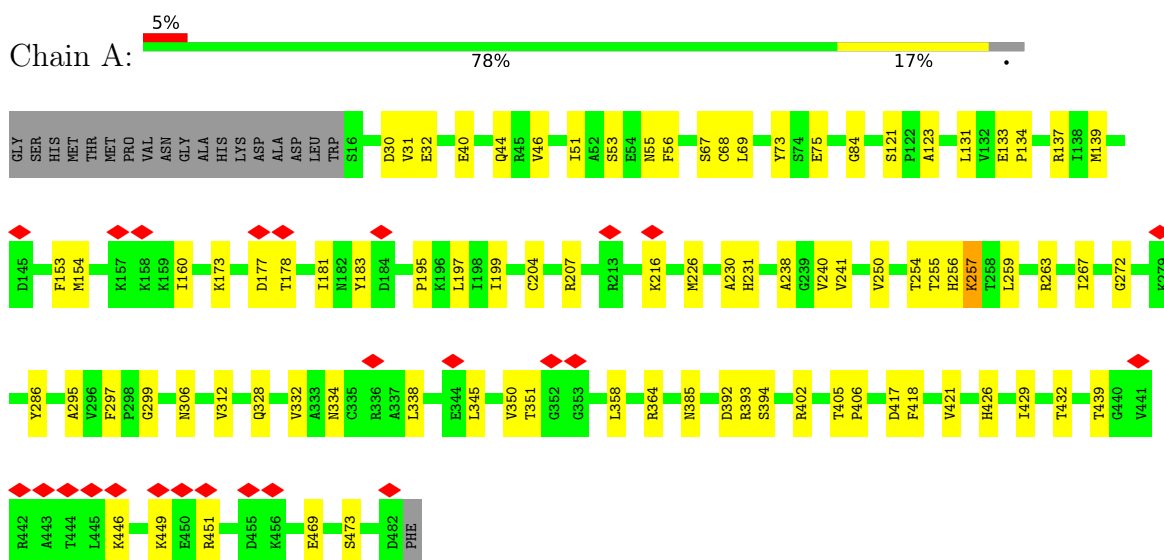 5%
Chain A:
78% 17% •
GLY SER HIS MET THR MET PRO VAL ASN GLY ALA HIS LYS ASP ALA ASP LEU TRP S16 D30 V31 E32 E40 Q44 R45 V46 I51 A52 S53 E54 N55 F56 S67 C68 L69 Y73 S74 E75 G84 S121 P122 A123 L131 V132 E133 P134 R137 I138 M139
D145 F153 M154 K157 K158 K159 I160 K173 D177 T178 I181 N182 Y183 D184 P195 K196 L197 I198 I199 C204 R207 R213 K216 M226 A230 H231 A238 G239 V240 V241 V250 T254 T255 H256 K257 T258 L259 R263 I267 G272 K279
Y286 A295 V296 F297 P298 G299 N306 V312 Q328 V332 A333 N334 C335 R336 A337 L338 E344 L345 V350 T351 G352 G353 L358 R364 N385 D392 R393 S394 R402 T405 P406 D417 F418 V421 H426 I429 T432 T439 G440 V441
R442 A443 T444 L445 K446 K449 E450 R451 D455 K456 E469 S473 D482 PHE